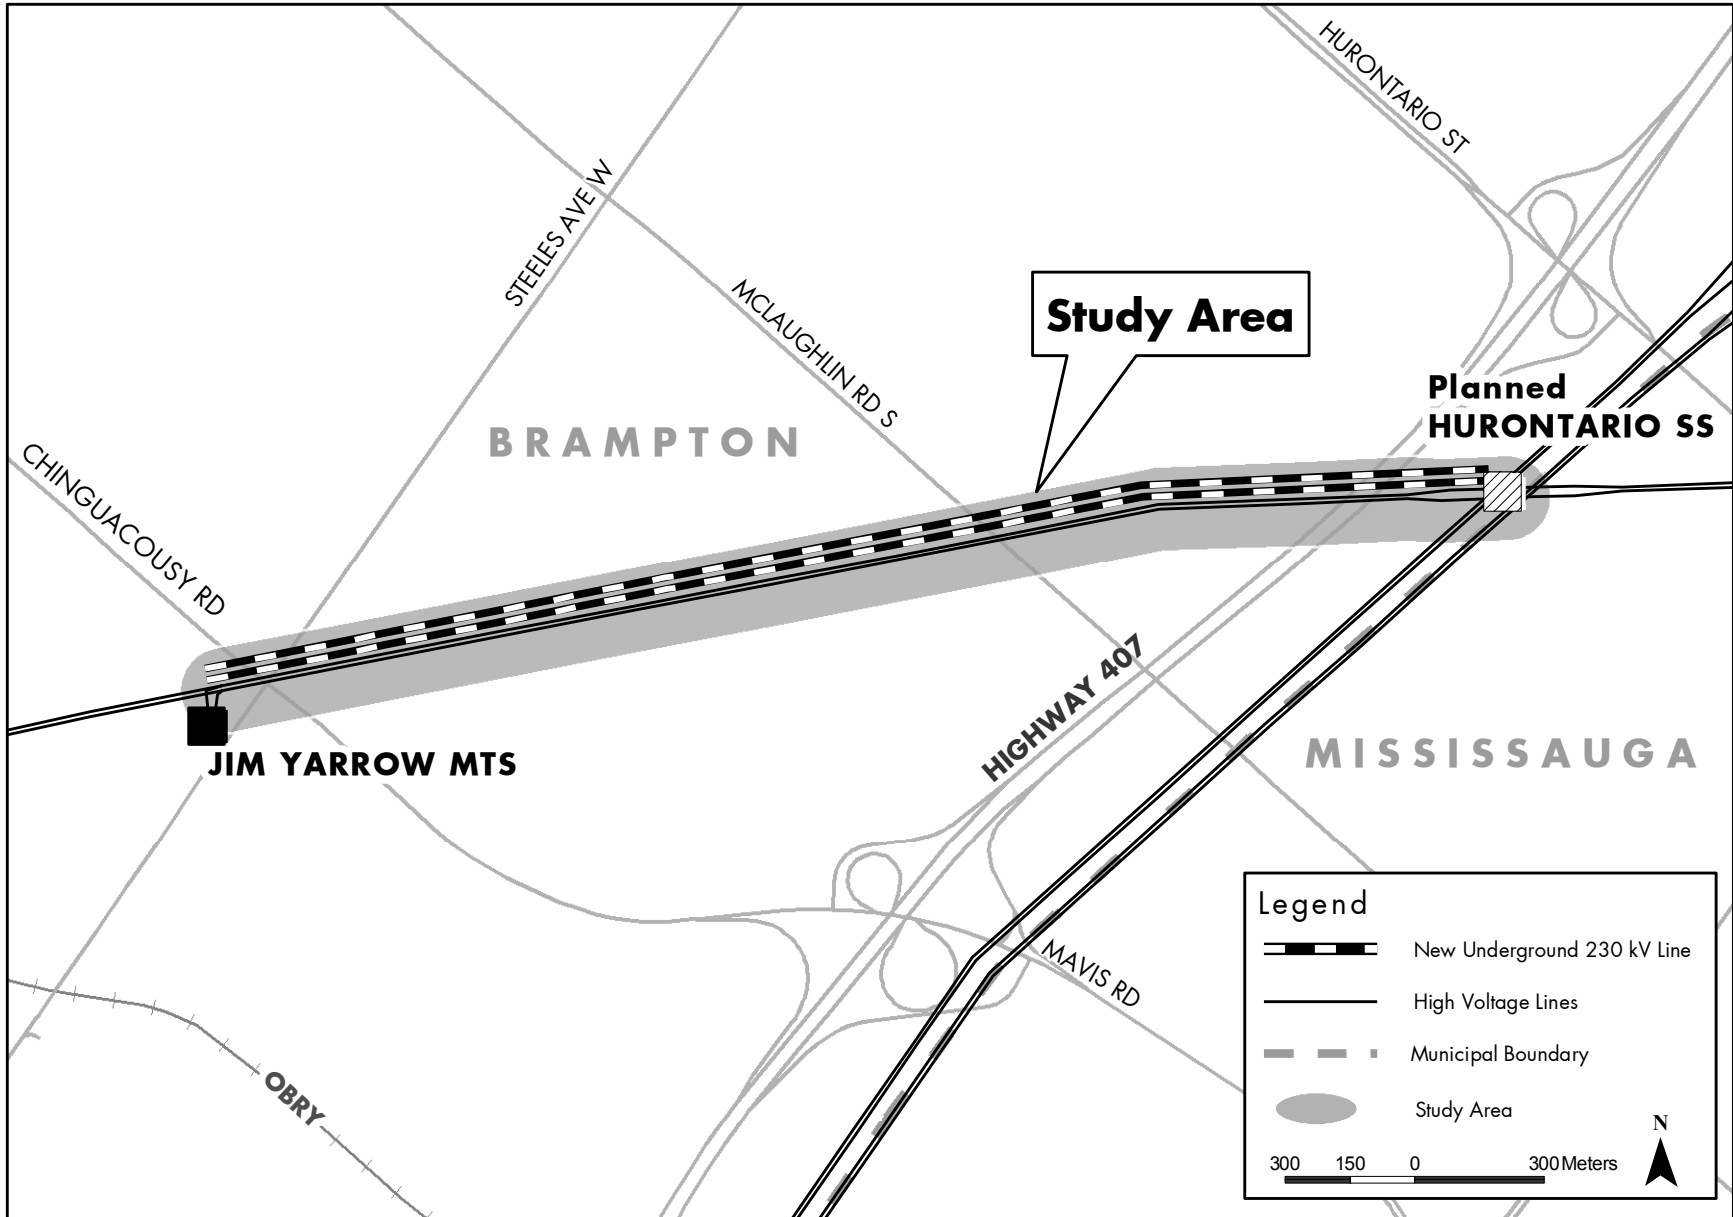 HURONTARIO ST
STEELES AVE W
MCLAUGHLIN RD S
Study Area
Planned
HURONTARIO SS
BRAMPTON
CHINGUACOUSY RD
HIGHWAY 407
JIM YARROW MTS
MISSISSAUGA
MAVIS RD
OBRY
Legend
New Underground 230 kV Line
High Voltage Lines
Municipal Boundary
Study Area
N
300 150 0 300 Meters